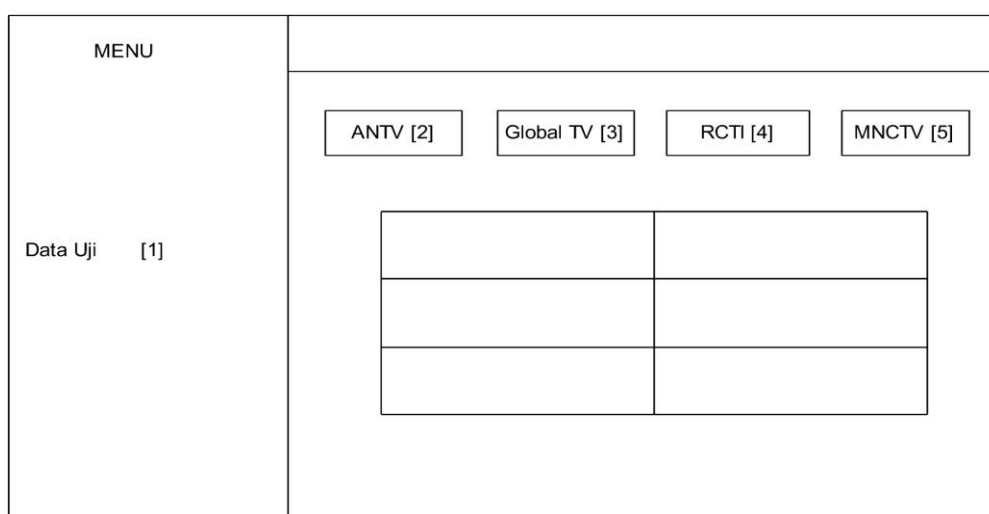 MENU
ANTV [2]
Global TV [3]
RCTI [4]
MNCTV [5]
Data Uji [1]